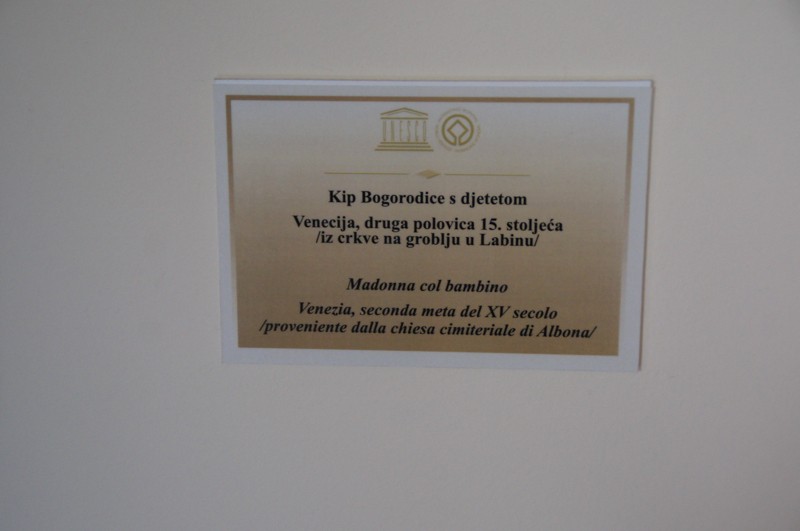 UNESCO
Kip Bogorodice s djetetom
Venecija, druga polovica 15. stoljeća
/iz crkve na groblju u Labinu/
Madonna col bambino
Venezia, seconda meta del XV secolo
/proveniente dalla chiesa cimiteriale di Albona/